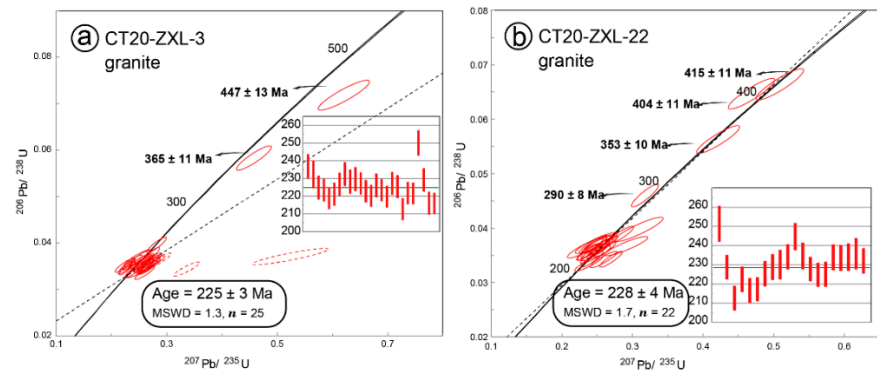 a CT20-ZXL-3
granite
500
447 ± 13 Ma
365 ± 11 Ma
300
260
250
240
230
225
220
210
200
Age = 225 ± 3 Ma
MSWD = 1.3, n = 25
0.09
0.08
0.06
0.04
0.02
0.1
0.3
0.5
0.7
206Pb/ 238U
207Pb/ 235U
b CT20-ZXL-22
granite
415 ± 11 Ma
400
404 ± 11 Ma
353 ± 10 Ma
300
290 ± 8 Ma
200
260
250
240
230
220
210
200
Age = 228 ± 4 Ma
MSWD = 1.7, n = 22
0.08
0.07
0.06
0.05
0.04
0.03
0.02
0.1
0.2
0.3
0.4
0.5
0.6
206Pb/ 238U
207Pb/ 235U